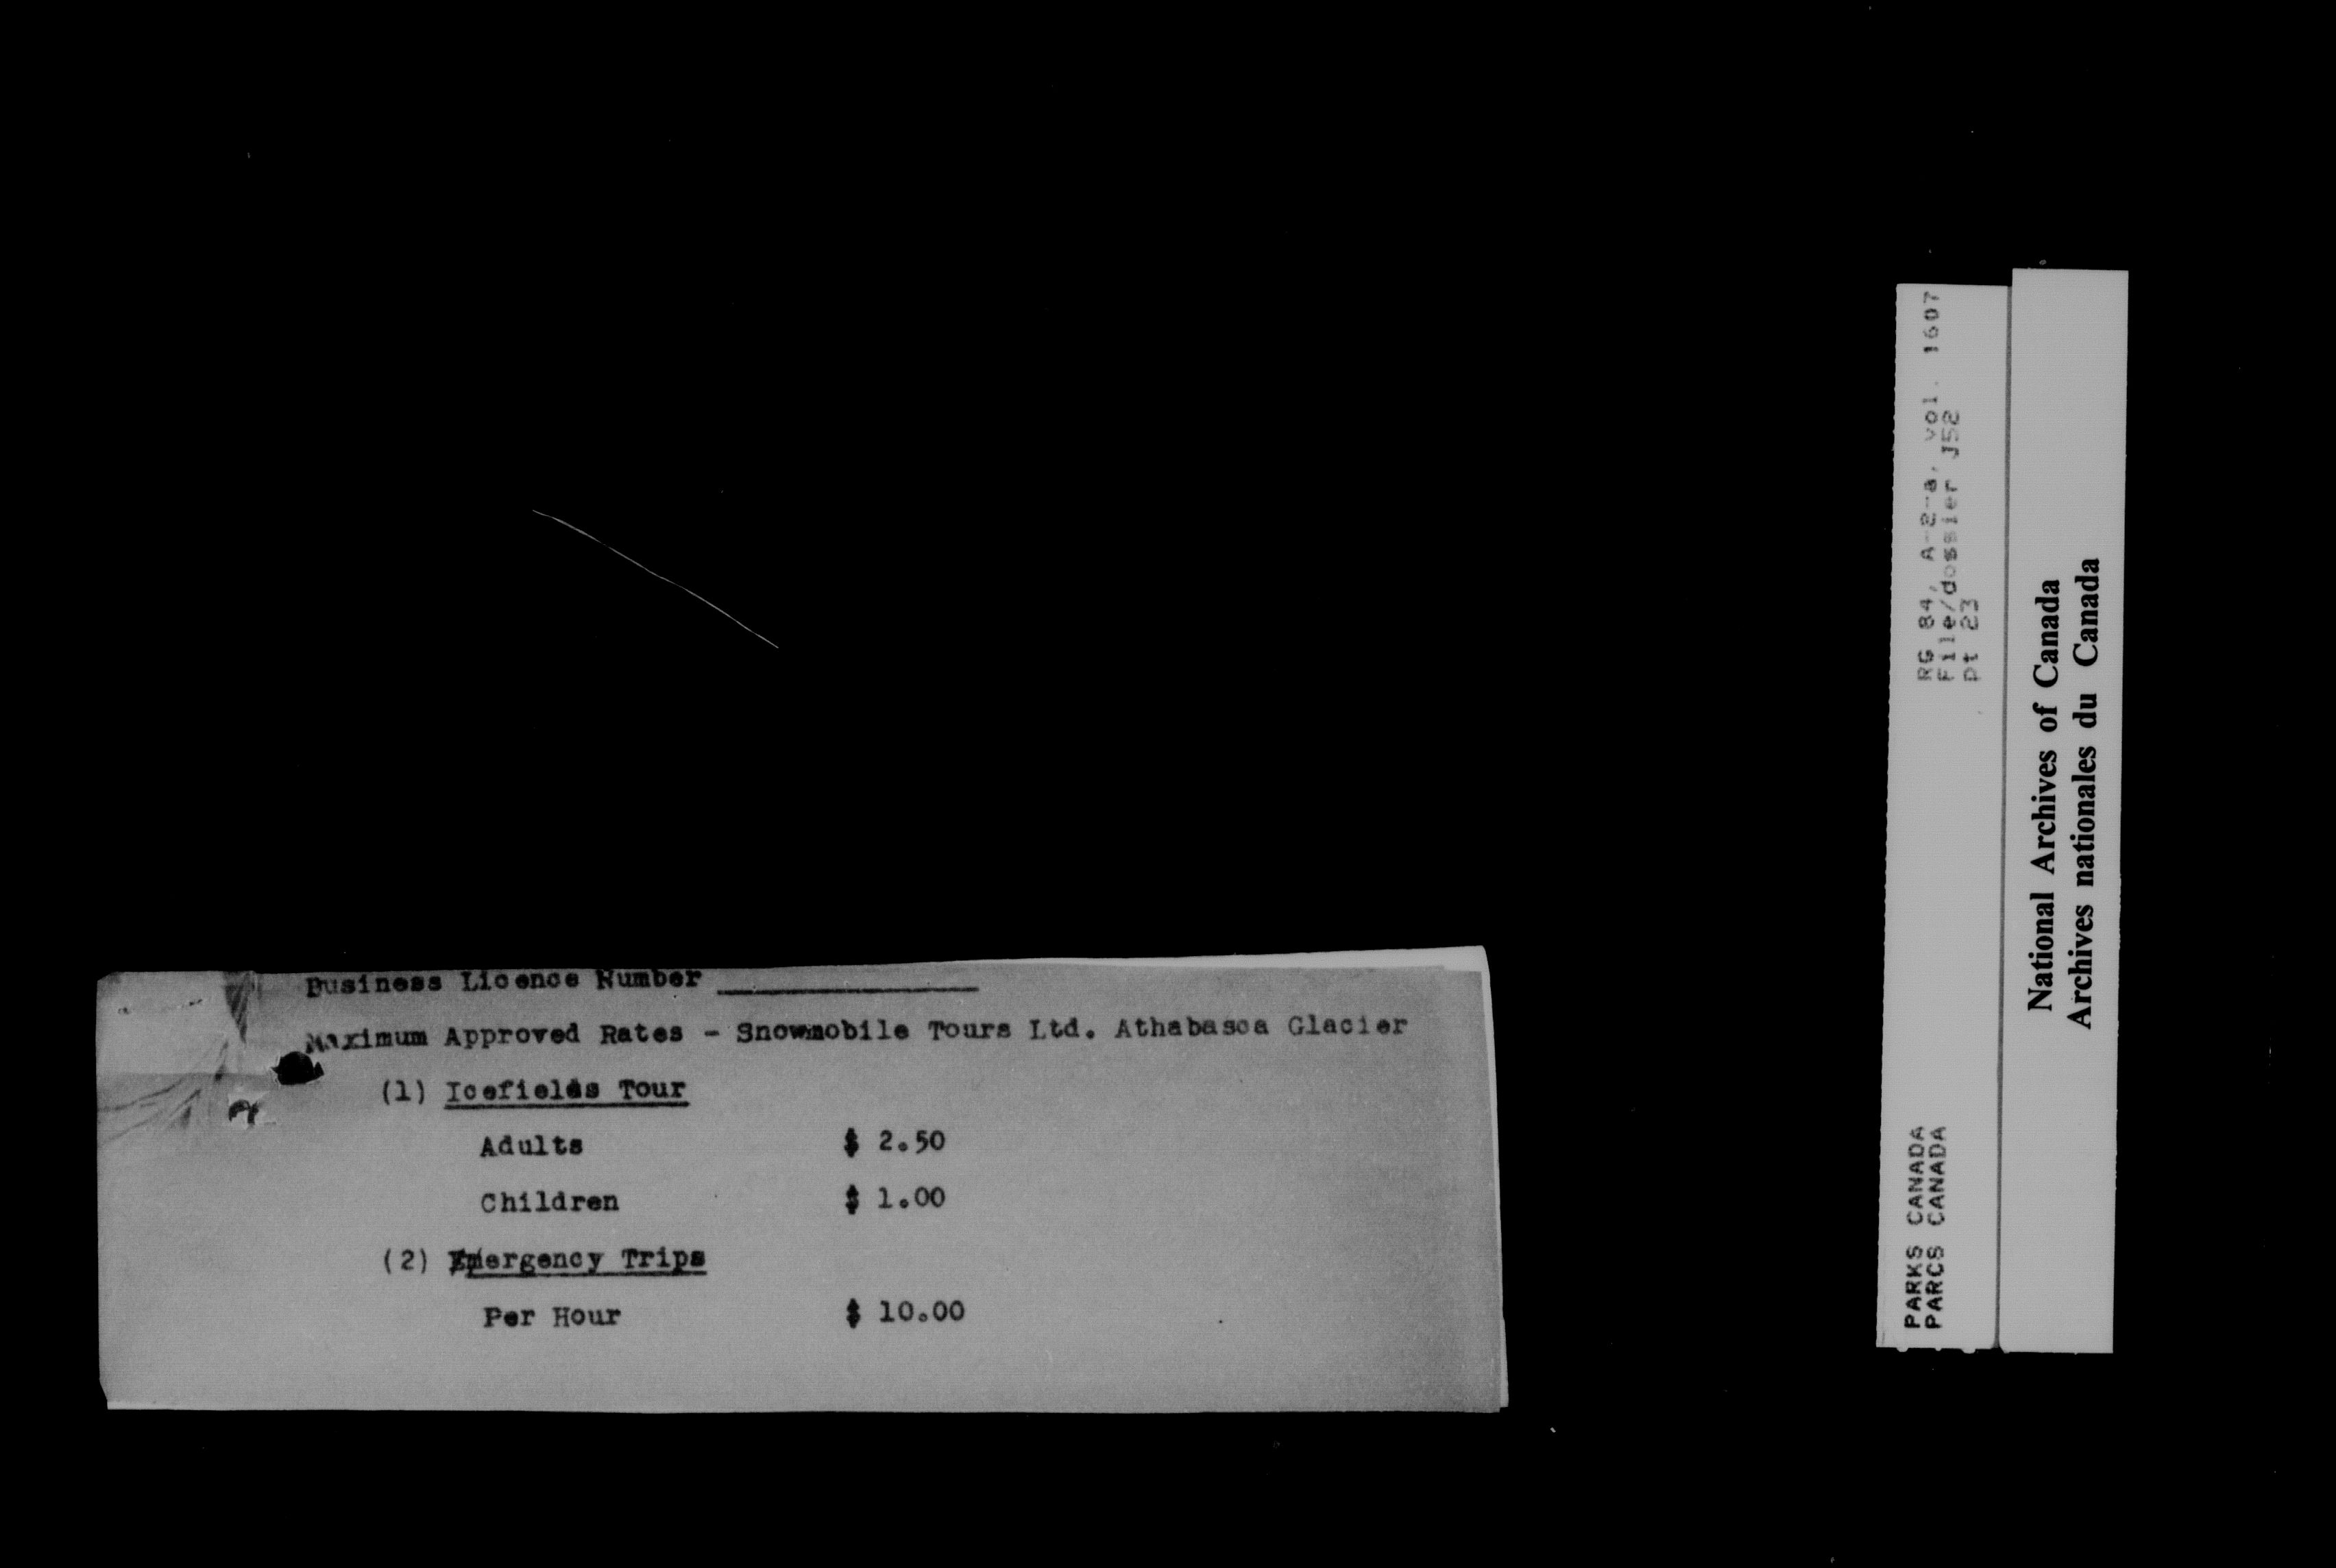 Business Licence Number ______________
Maximum Approved Rates - Snowmobile Tours Ltd. Athabasca Glacier
(1) Icefields Tour
Adults $ 2.50
Children $ 1.00
(2) Emergency Trips
Per Hour $ 10.00
PARKS CANADA
PARCS CANADA
RG 84, A-2-a, vol. 1607
File/dossier J52
pt 23
National Archives of Canada
Archives nationales du Canada